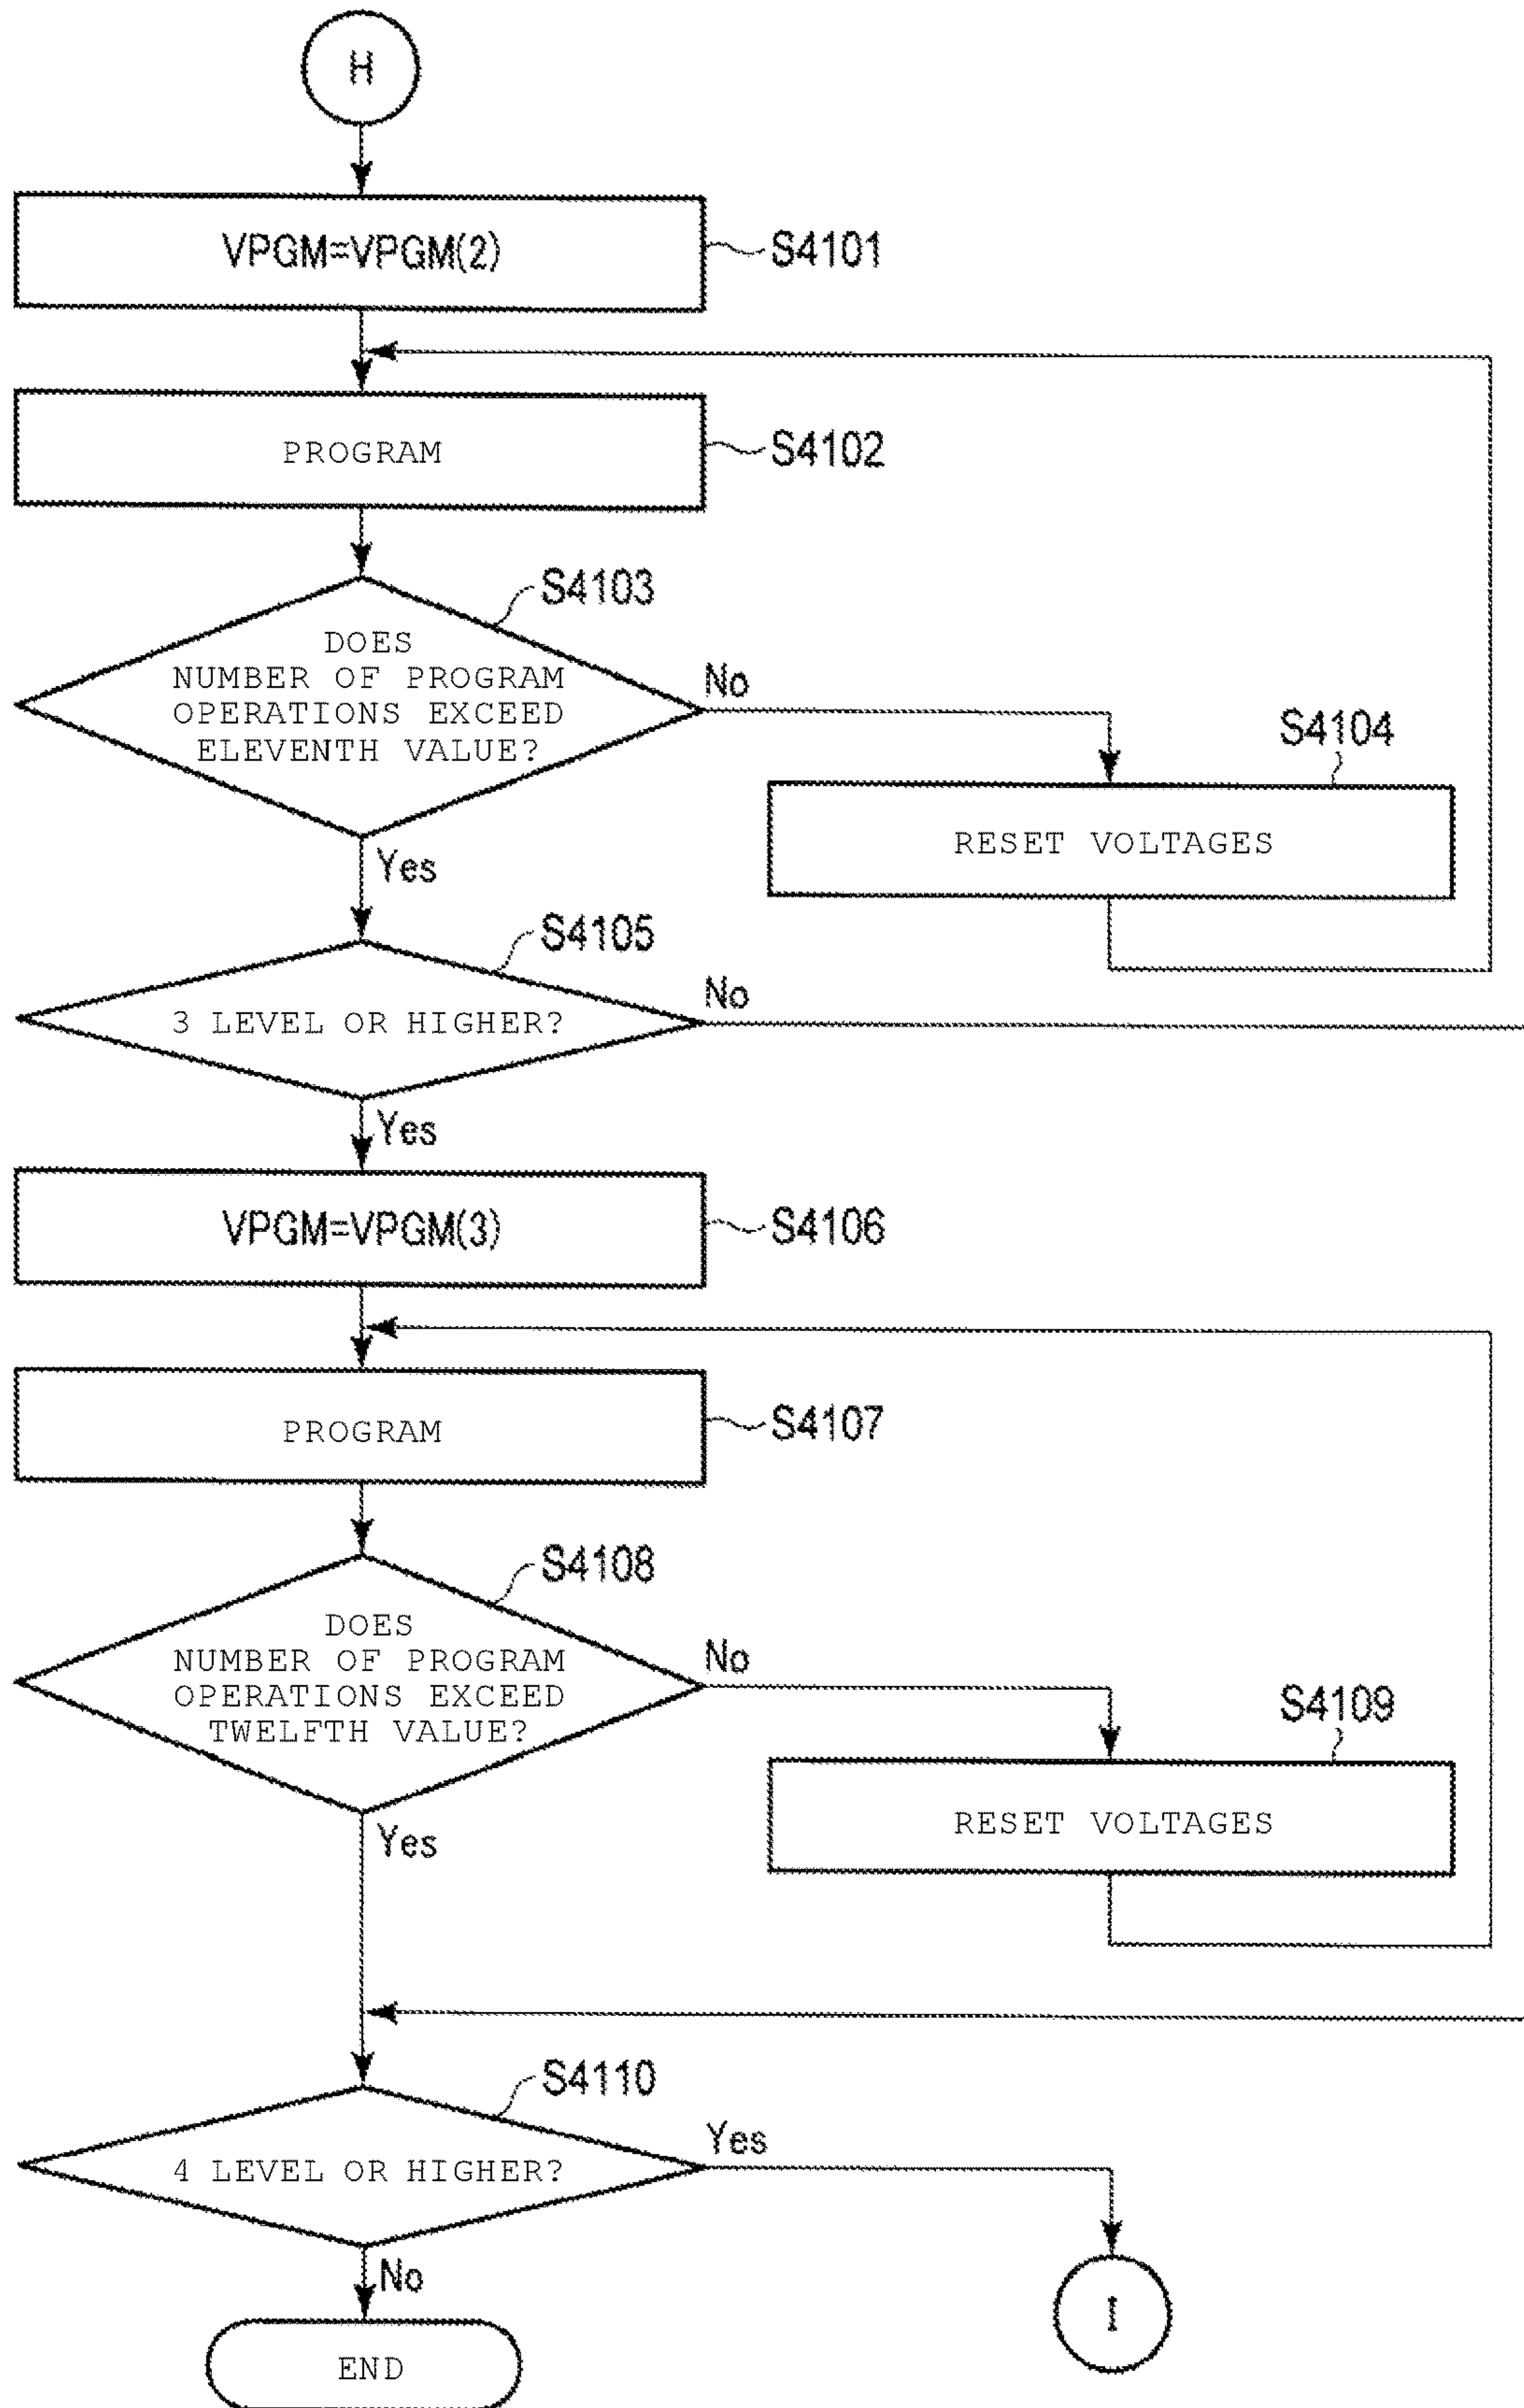 H
VPGM=VPGM(2)
S4101
PROGRAM
S4102
S4103
DOES
NUMBER OF PROGRAM
OPERATIONS EXCEED
ELEVENTH VALUE?
No
S4104
RESET VOLTAGES
Yes
S4105
3 LEVEL OR HIGHER?
No
Yes
VPGM=VPGM(3)
S4106
PROGRAM
S4107
S4108
DOES
NUMBER OF PROGRAM
OPERATIONS EXCEED
TWELFTH VALUE?
No
S4109
RESET VOLTAGES
Yes
S4110
4 LEVEL OR HIGHER?
Yes
No
I
END